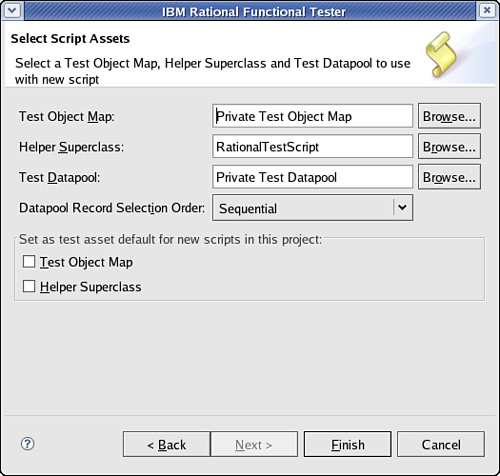 IBM Rational Functional Tester
Select Script Assets
Select a Test Object Map, Helper Superclass and Test Datapool to use
with new script
Test Object Map: Private Test Object Map Browse...
Helper Superclass: RationalTestScript Browse...
Test Datapool: Private Test Datapool Browse...
Datapool Record Selection Order: Sequential
Set as test asset default for new scripts in this project:
Test Object Map
Helper Superclass
? < Back Next > Finish Cancel